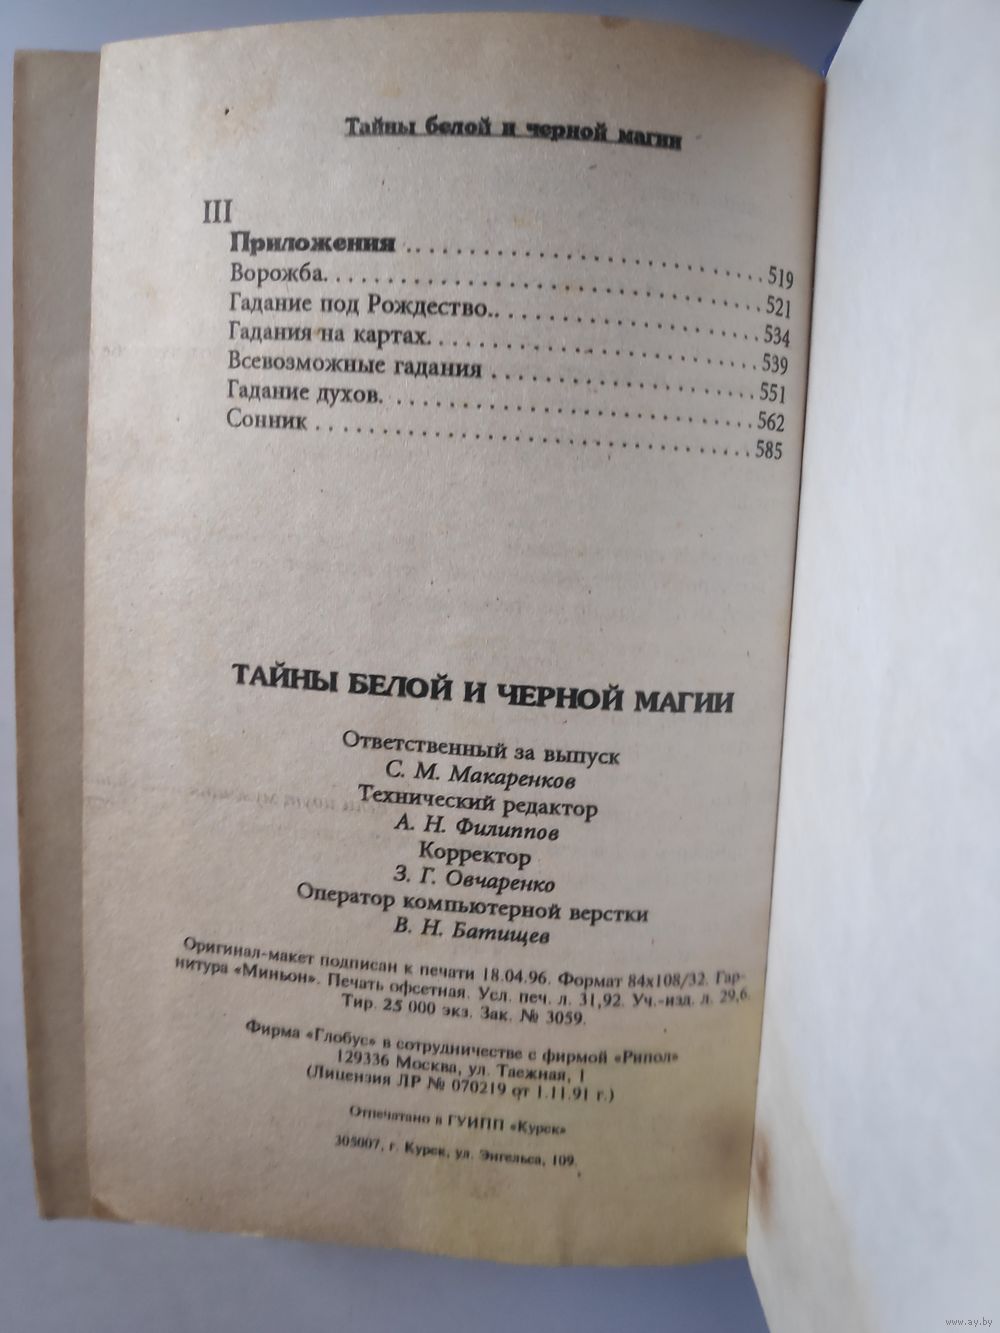 Тайны белой и черной магии
III
Приложения . . . . . . . . . . . . . . . . . . . . . . . . . . . 519
Ворожба. . . . . . . . . . . . . . . . . . . . . . . . . . . . . . 521
Гадание под Рождество. . . . . . . . . . . . . . . . . . . . 534
Гадания на картах. . . . . . . . . . . . . . . . . . . . . . . 539
Всевозможные гадания . . . . . . . . . . . . . . . . . . . 551
Гадание духов. . . . . . . . . . . . . . . . . . . . . . . . . . 562
Сонник . . . . . . . . . . . . . . . . . . . . . . . . . . . . . . . 585
ТАЙНЫ БЕЛОЙ И ЧЕРНОЙ МАГИИ
Ответственный за выпуск
С. М. Макаренков
Технический редактор
А. Н. Филиппов
Корректор
З. Г. Овчаренко
Оператор компьютерной верстки
В. Н. Батищев
Оригинал-макет подписан к печати 18.04.96. Формат 84х108/32. Гар-
нитура «Миньон». Печать офсетная. Усл. печ. л. 31,92. Уч.-изд. л. 29,6.
Тир. 25 000 экз. Зак. № 3059.
Фирма «Глобус» в сотрудничестве с фирмой «Рипол»
129336 Москва, ул. Таежная, 1
(Лицензия ЛР № 070219 от 1.11.91 г.)
Отпечатано в ГУИПП «Курск»
305007, г. Курск, ул. Энгельса, 109.
www.ay.by